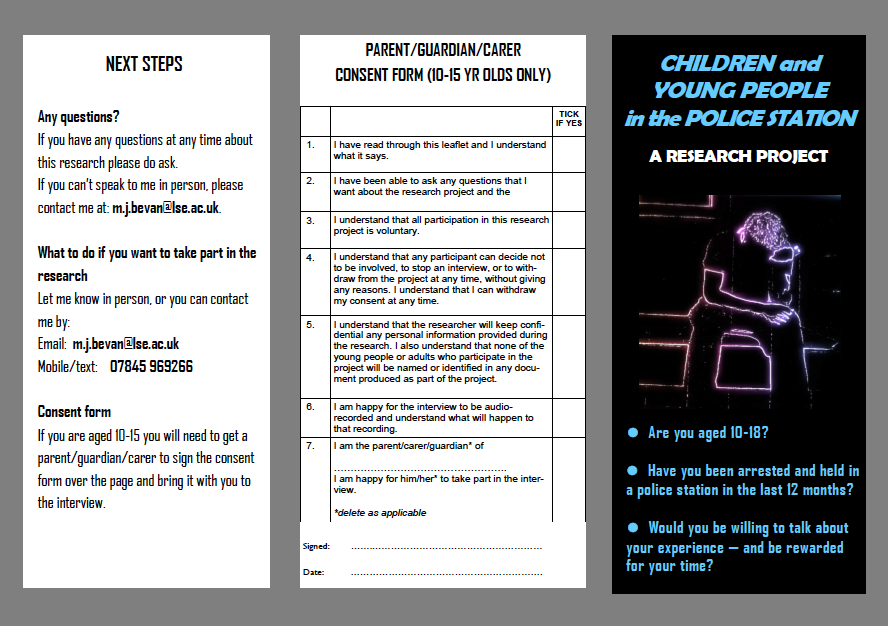 NEXT STEPS
Any questions?
If you have any questions at any time about
this research please do ask.
If you can't speak to me in person, please
contact me at: m.j.bevan@lse.ac.uk.
What to do if you want to take part in the
research
Let me know in person, or you can contact
me by:
Email: m.j.bevan@lse.ac.uk
Mobile/text: 07845 969266
Consent form
If you are aged 10-15 you will need to get a
parent/guardian/carer to sign the consent
form over the page and bring it with you to
the interview.
PARENT/GUARDIAN/CARER
CONSENT FORM (10-15 YR OLDS ONLY)
TICK
IF YES
1. I have read through this leaflet and I understand
what it says.
2. I have been able to ask any questions that I
want about the research project and the
3. I understand that all participation in this research
project is voluntary.
4. I understand that any participant can decide not
to be involved, to stop an interview, or to with-
draw from the project at any time, without giving
any reasons. I understand that I can withdraw
my consent at any time.
5. I understand that the researcher will keep confi-
dential any personal information provided during
the research. I also understand that none of the
young people or adults who participate in the
project will be named or identified in any docu-
ment produced as part of the project.
6. I am happy for the interview to be audio-
recorded and understand what will happen to
that recording.
7. I am the parent/carer/guardian* of
……………………………………………
I am happy for him/her* to take part in the inter-
view.
*delete as applicable
Signed: ……………………………………………………
Date: ……………………………………………………
CHILDREN and
YOUNG PEOPLE
in the POLICE STATION
A RESEARCH PROJECT
● Are you aged 10-18?
● Have you been arrested and held in
a police station in the last 12 months?
● Would you be willing to talk about
your experience – and be rewarded
for your time?